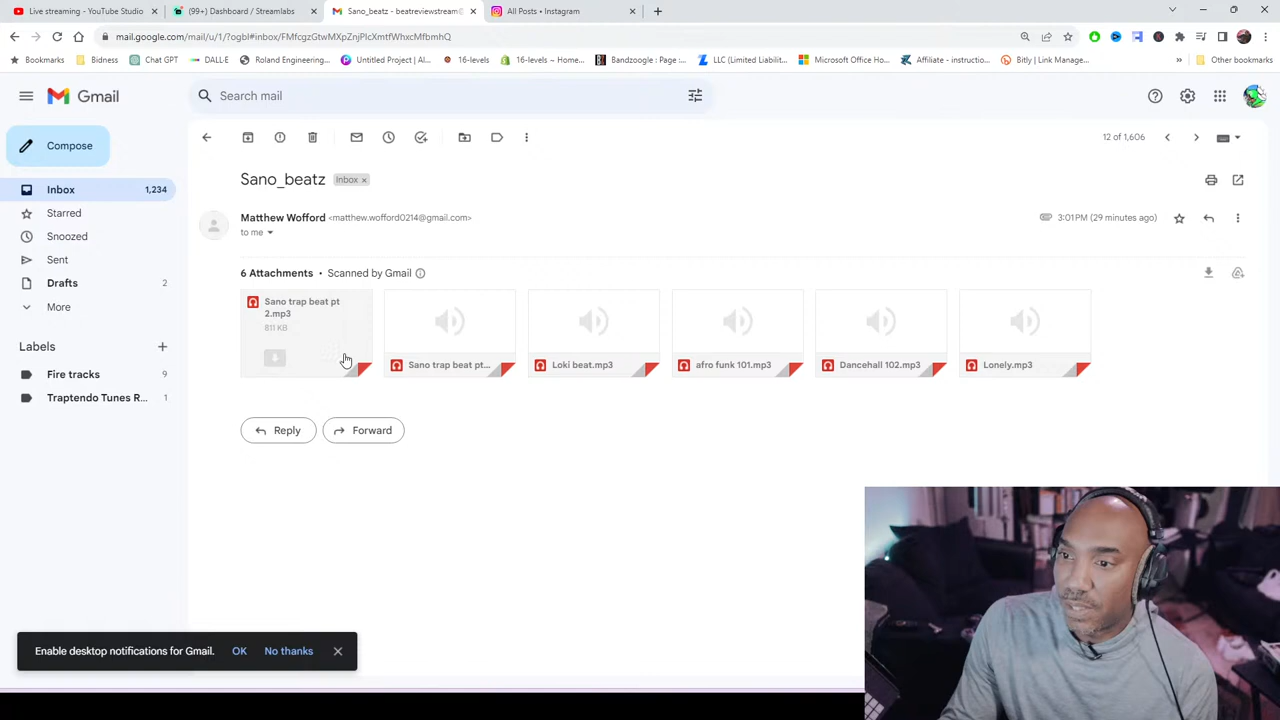 Live streaming - YouTube Studio
(99+) Dashboard / Streamlabs
Sano_beatz - beatreviewstream@
All Posts • Instagram
mail.google.com/mail/u/1/?ogbl#inbox/FMfcgzGtwMXpZnjPlcXmtfWhxcMfbmhQ
Bookmarks
Bidness
Chat GPT
DALL-E
Roland Engineering...
Untitled Project | Al...
16-levels
16-levels ~ Home...
Bandzoogle : Page :...
LLC (Limited Liabilit...
Microsoft Office Ho...
Affiliate - instructio...
Bitly | Link Manage...
Other bookmarks
Gmail
Search mail
Compose
12 of 1,606
Sano_beatz
Inbox
Inbox
1,234
Starred
Matthew Wofford <matthew.wofford0214@gmail.com>
3:01PM (29 minutes ago)
to me
Snoozed
Sent
6 Attachments • Scanned by Gmail
Drafts
2
More
Sano trap beat pt
2.mp3
811 KB
Sano trap beat pt...
Loki beat.mp3
afro funk 101.mp3
Dancehall 102.mp3
Lonely.mp3
Labels
Fire tracks
9
Traptendo Tunes R...
1
Reply
Forward
Enable desktop notifications for Gmail.
OK
No thanks